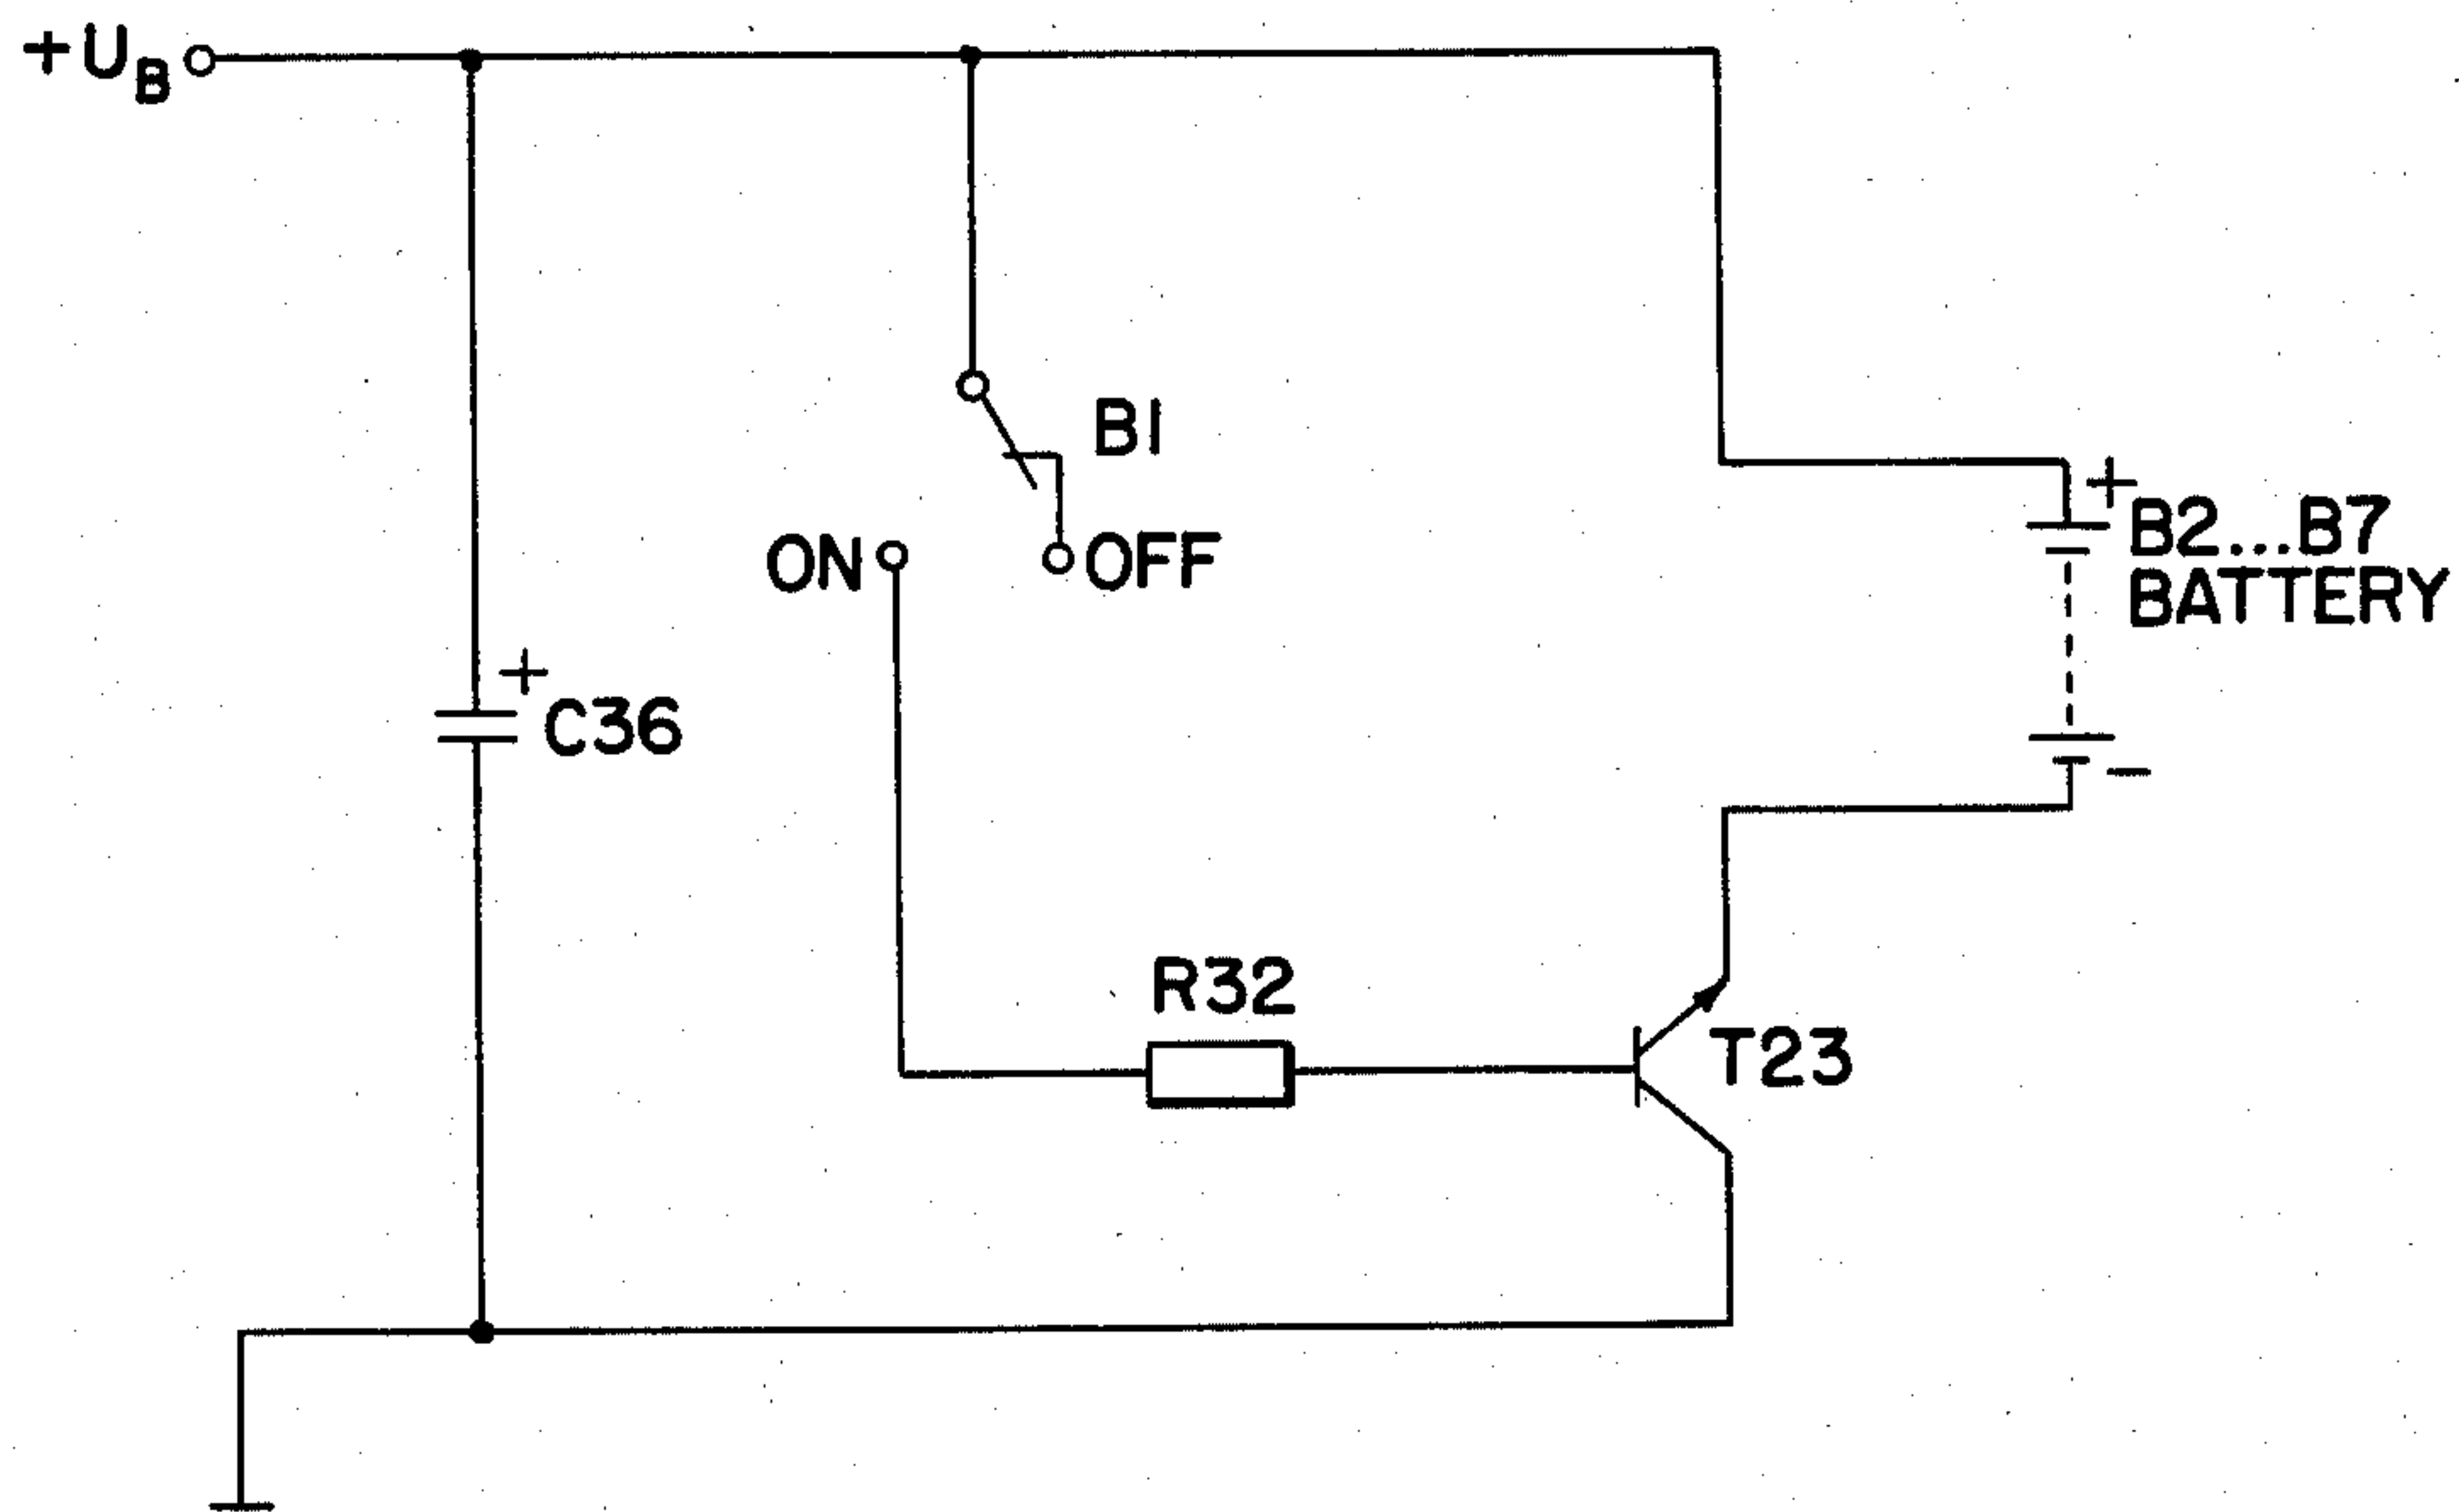 +UB
B1
ON
OFF
+
B2...B7
BATTERY
-
+
C36
R32
T23